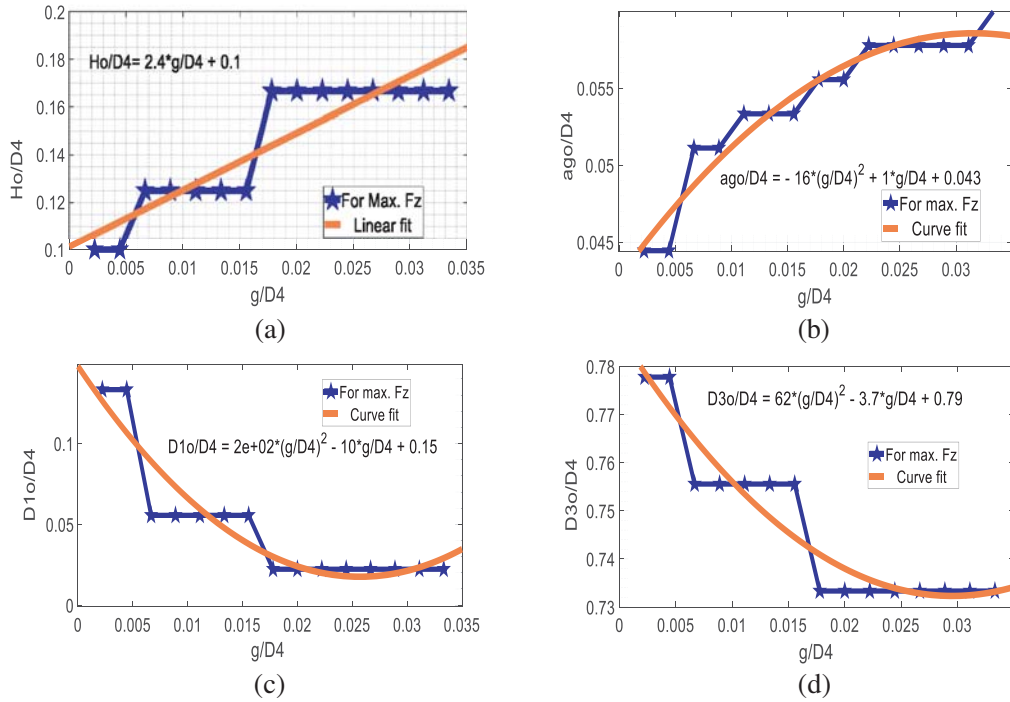 0.2
0.18
0.16
0.14
0.12
0.1
Ho/D4
Ho/D4= 2.4*g/D4 + 0.1
For Max. Fz
Linear fit
0 0.005 0.01 0.015 0.02 0.025 0.03 0.035
g/D4
(a)
0.055
0.05
0.045
ago/D4
ago/D4 = - 16*(g/D4)² + 1*g/D4 + 0.043
For max. Fz
Curve fit
0 0.005 0.01 0.015 0.02 0.025 0.03
g/D4
(b)
0.1
0.05
0
D1o/D4
For max. Fz
Curve fit
D1o/D4 = 2e+02*(g/D4)² - 10*g/D4 + 0.15
0 0.005 0.01 0.015 0.02 0.025 0.03 0.035
g/D4
(c)
0.78
0.77
0.76
0.75
0.74
0.73
D3o/D4
D3o/D4 = 62*(g/D4)² - 3.7*g/D4 + 0.79
For max. Fz
Curve fit
0 0.005 0.01 0.015 0.02 0.025 0.03
g/D4
(d)